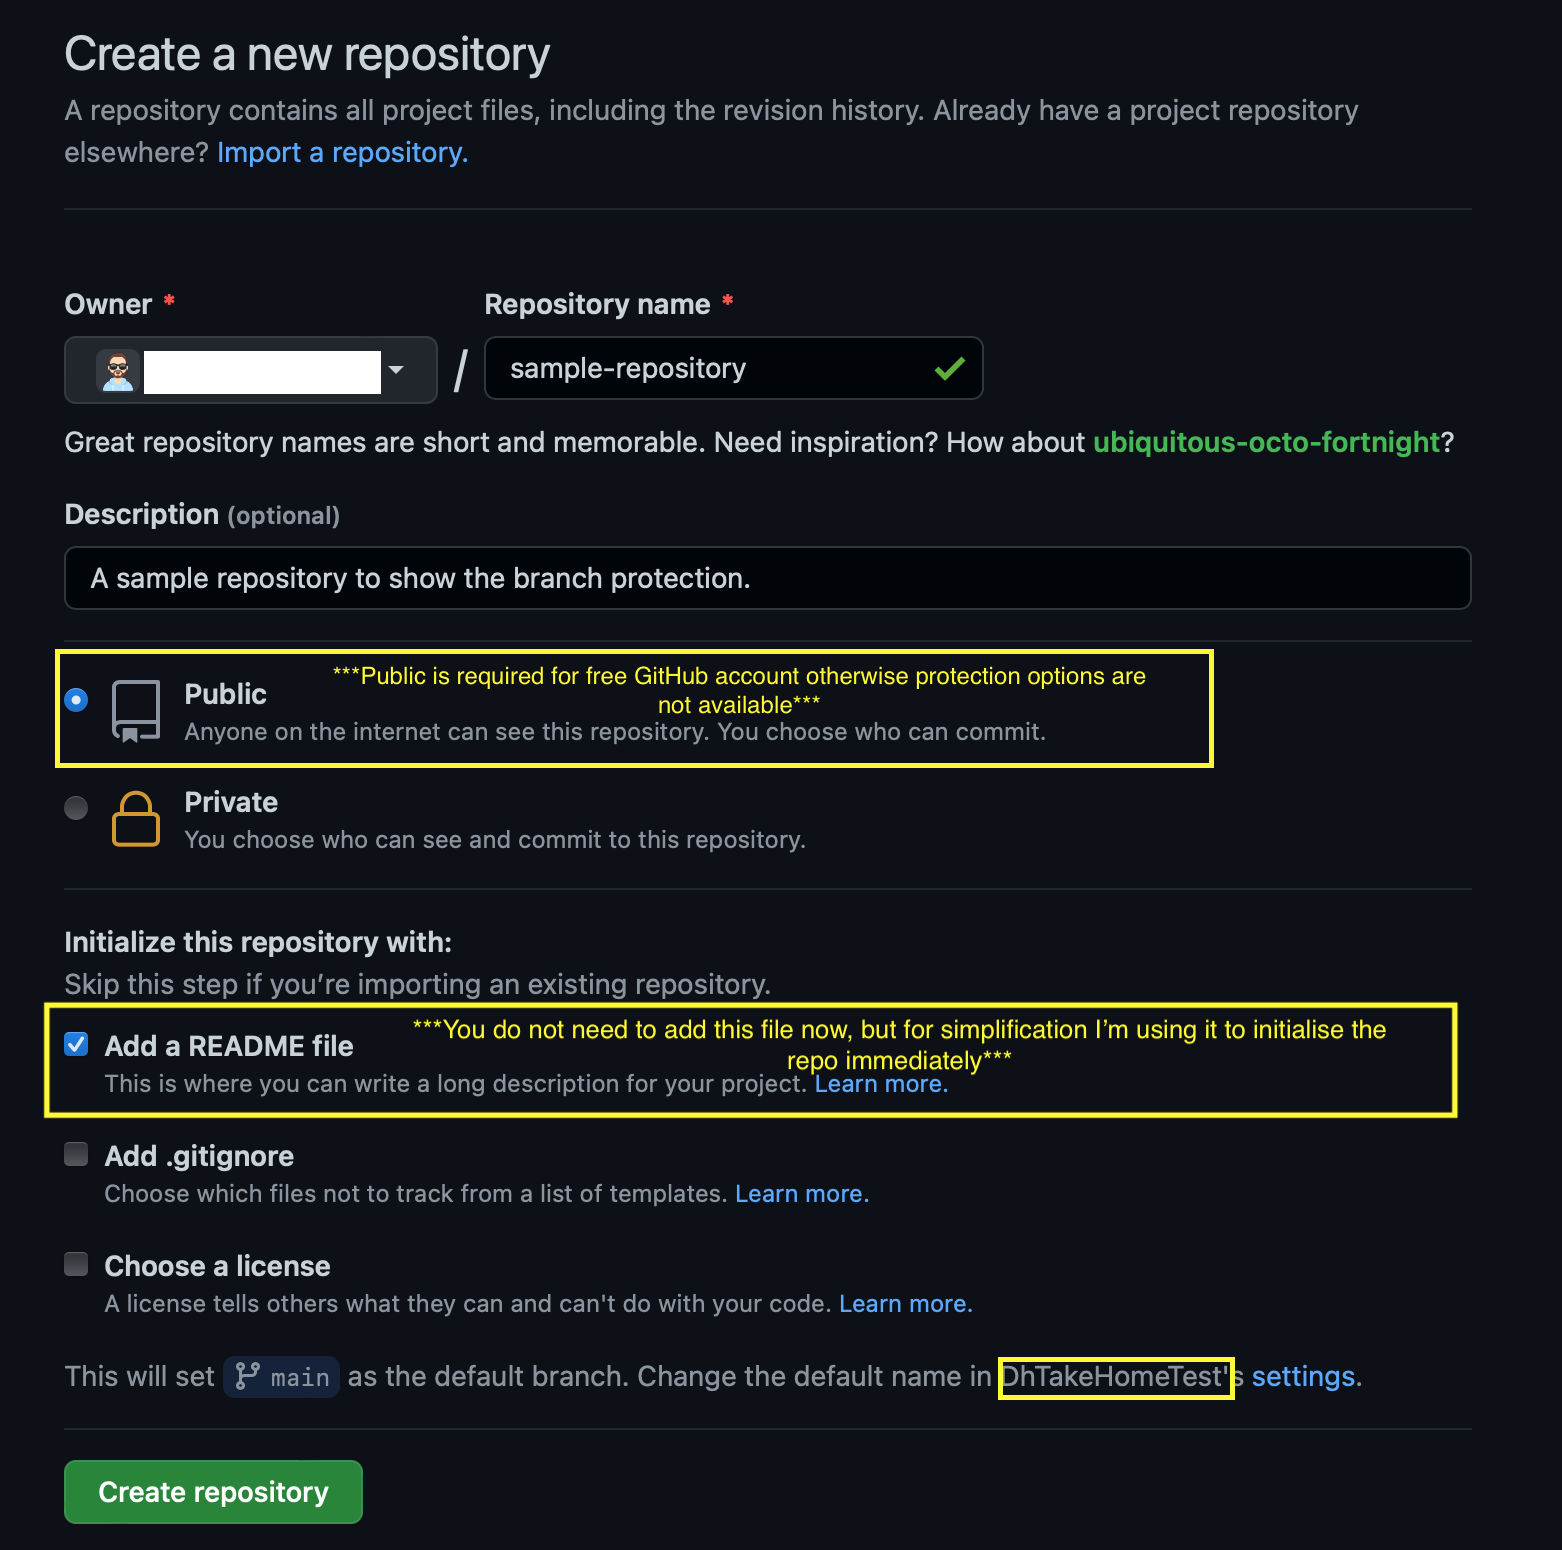 Create a new repository
A repository contains all project files, including the revision history. Already have a project repository
elsewhere? Import a repository.
Owner *
Repository name *
/
sample-repository
Great repository names are short and memorable. Need inspiration? How about ubiquitous-octo-fortnight?
Description (optional)
A sample repository to show the branch protection.
***Public is required for free GitHub account otherwise protection options are
not available***
Public
Anyone on the internet can see this repository. You choose who can commit.
Private
You choose who can see and commit to this repository.
Initialize this repository with:
Skip this step if you’re importing an existing repository.
***You do not need to add this file now, but for simplification I’m using it to initialise the
repo immediately***
Add a README file
This is where you can write a long description for your project. Learn more.
Add .gitignore
Choose which files not to track from a list of templates. Learn more.
Choose a license
A license tells others what they can and can't do with your code. Learn more.
This will set main as the default branch. Change the default name in DhTakeHomeTest's settings.
Create repository